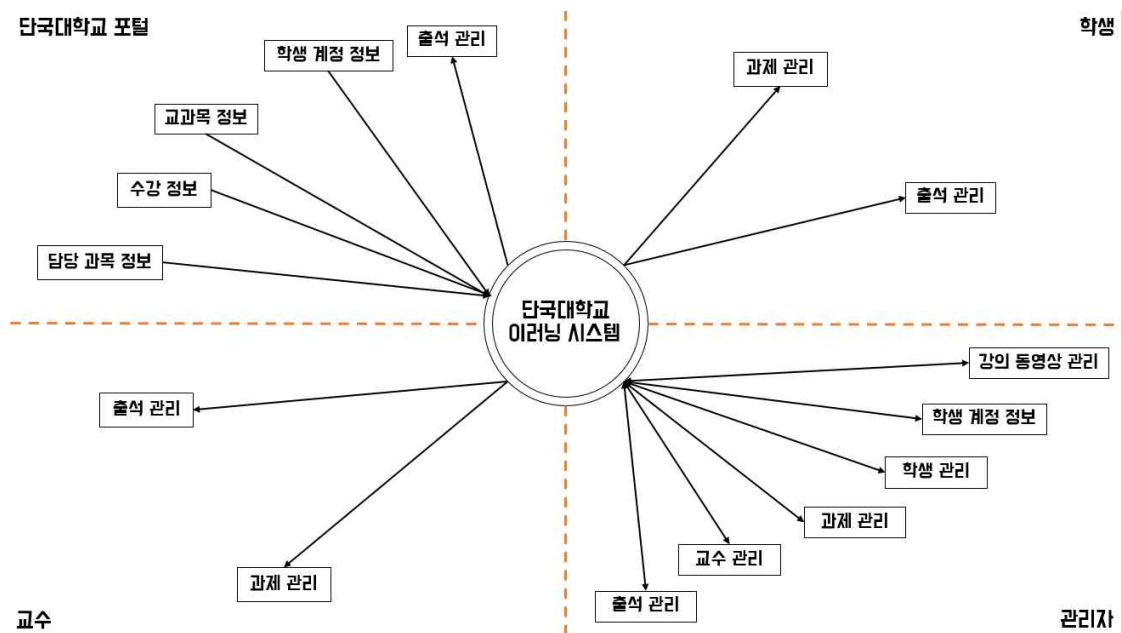 단국대학교 포털
학생 계정 정보
출석 관리
교과목 정보
수강 정보
담당 과목 정보
학생
과제 관리
출석 관리
단국대학교
이러닝 시스템
출석 관리
과제 관리
교수
강의 동영상 관리
학생 계정 정보
학생 관리
과제 관리
교수 관리
출석 관리
관리자